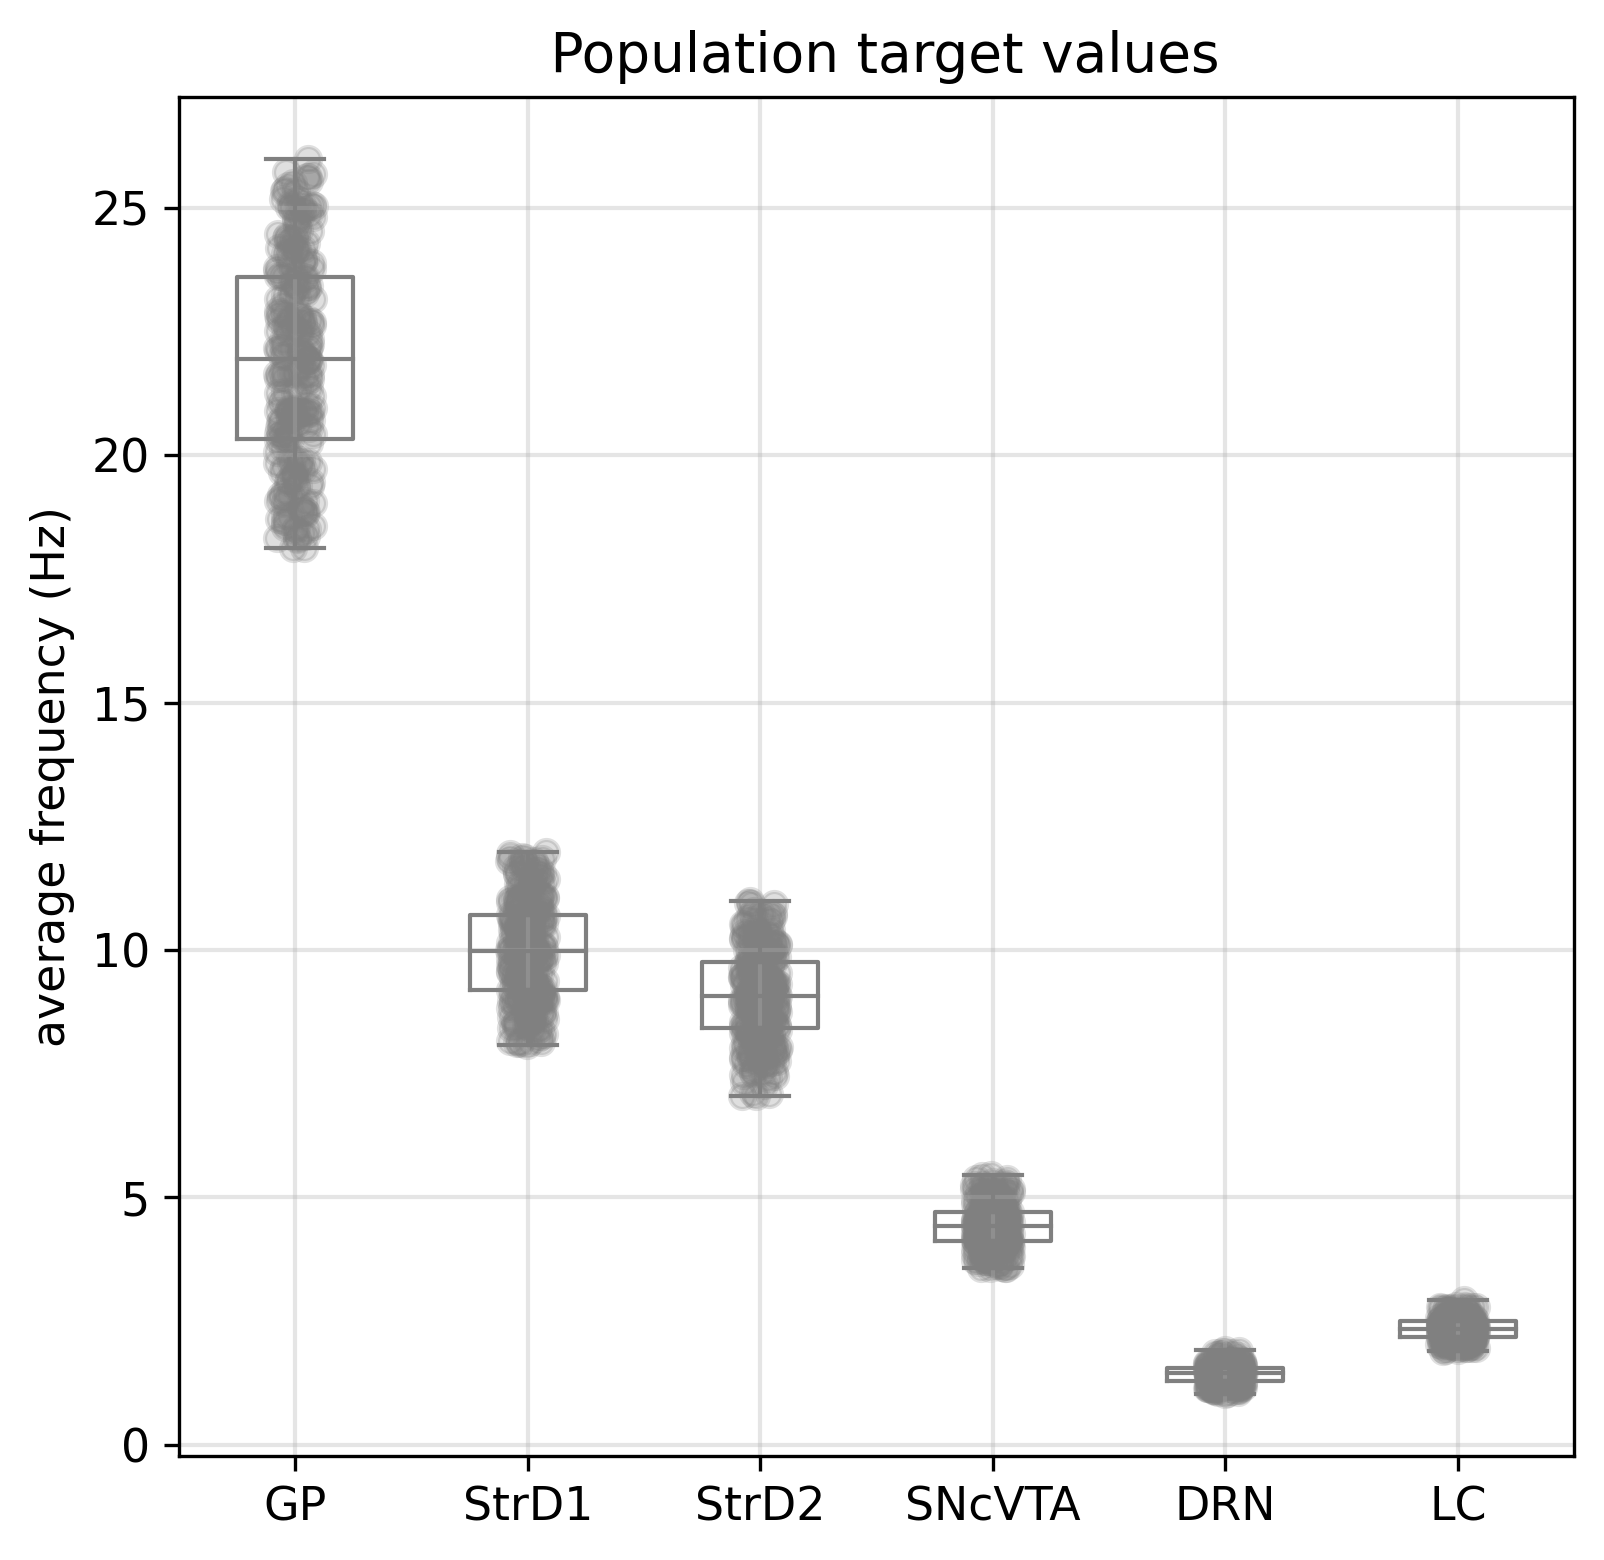 Population target values
average frequency (Hz)
25
20
15
10
5
0
GP StrD1 StrD2 SNcVTA DRN LC